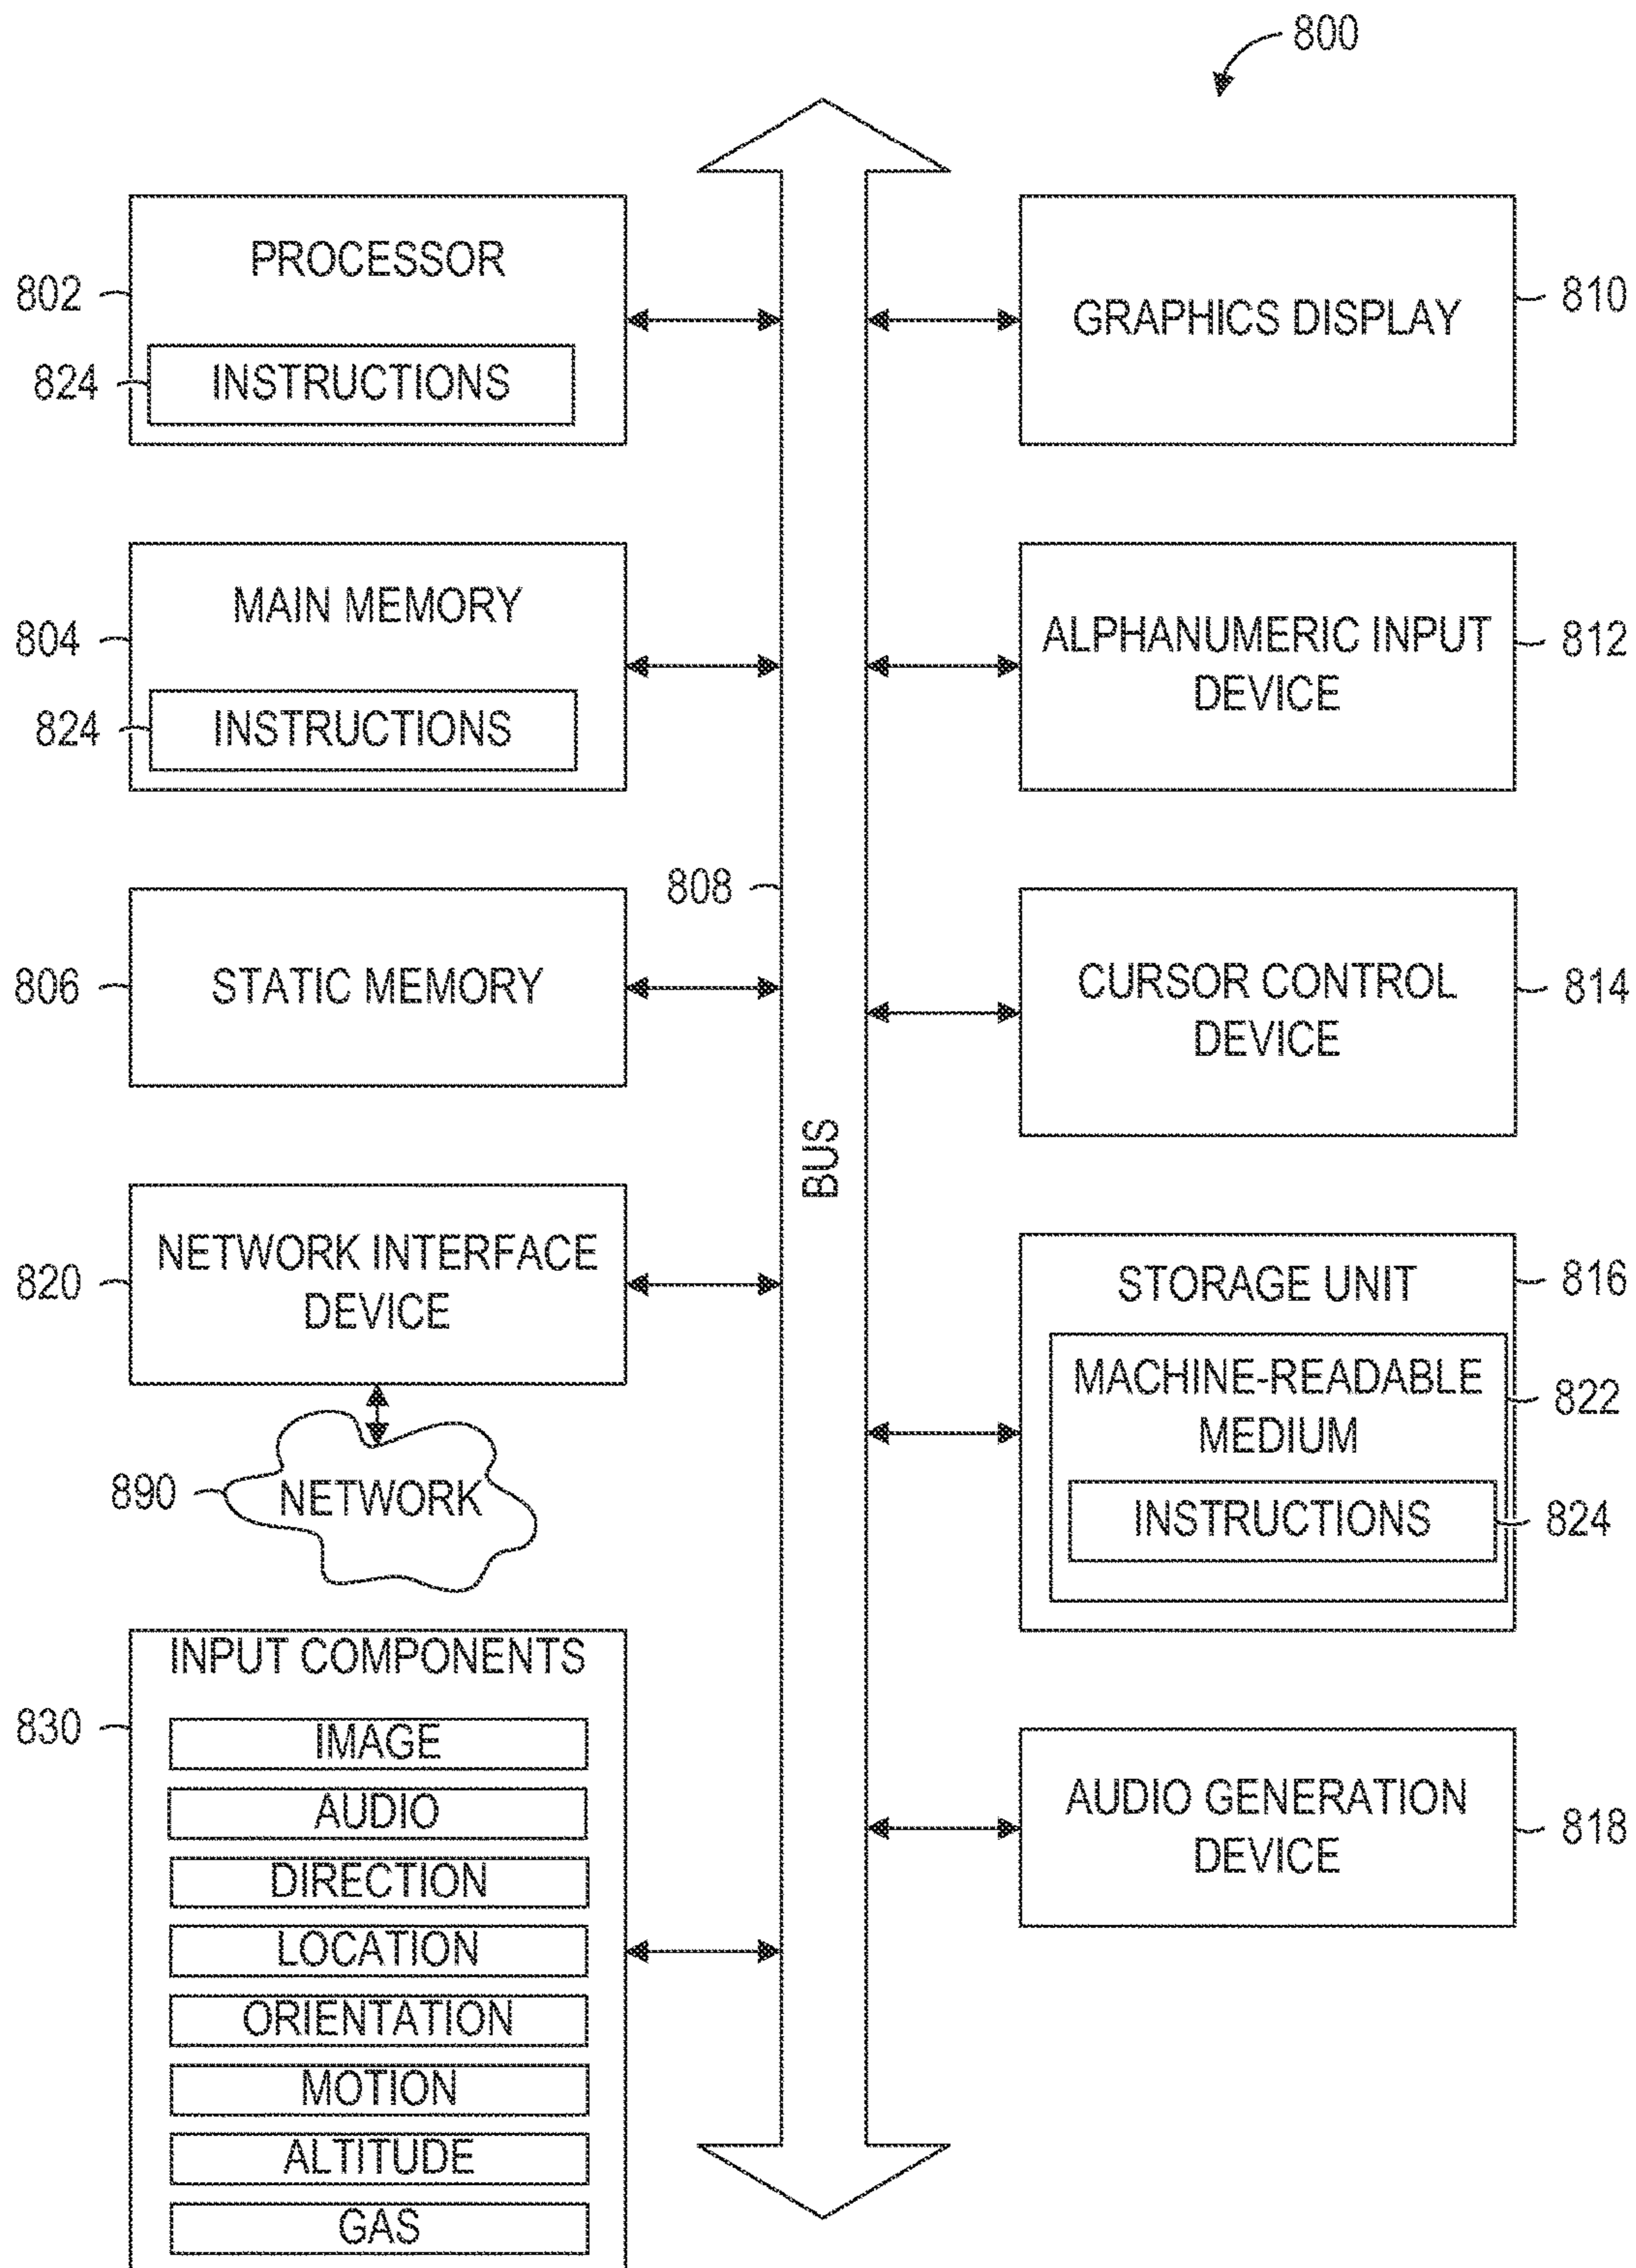 800
PROCESSOR
802
824
INSTRUCTIONS
GRAPHICS DISPLAY
810
MAIN MEMORY
804
824
INSTRUCTIONS
ALPHANUMERIC INPUT
DEVICE
812
808
STATIC MEMORY
806
CURSOR CONTROL
DEVICE
814
BUS
NETWORK INTERFACE
DEVICE
820
STORAGE UNIT
816
MACHINE-READABLE
MEDIUM
822
INSTRUCTIONS
824
890
NETWORK
INPUT COMPONENTS
830
IMAGE
AUDIO
DIRECTION
LOCATION
ORIENTATION
MOTION
ALTITUDE
GAS
AUDIO GENERATION
DEVICE
818